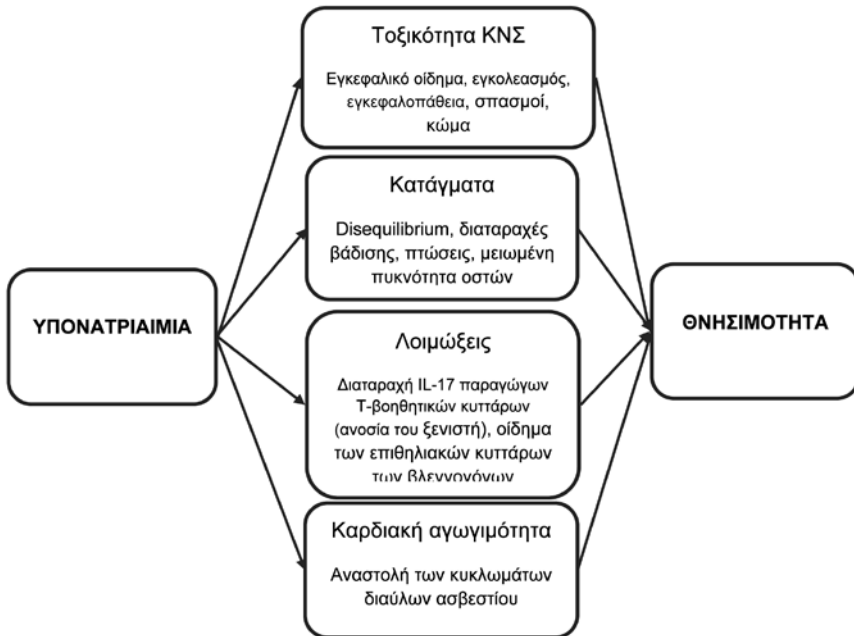 Τοξικότητα ΚΝΣ
Εγκεφαλικό οίδημα, εγκολεασμός,
εγκεφαλοπάθεια, σπασμοί,
κώμα
Κατάγματα
Disequilibrium, διαταραχές
βάδισης, πτώσεις, μειωμένη
πυκνότητα οστών
ΥΠΟΝΑΤΡΙΑΙΜΙΑ
ΘΝΗΣΙΜΟΤΗΤΑ
Λοιμώξεις
Διαταραχή IL-17 παραγώγων
Τ-βοηθητικών κυττάρων
(ανοσία του ξενιστή), οίδημα
των επιθηλιακών κυττάρων
των βλεννογόνων
Καρδιακή αγωγιμότητα
Αναστολή των κυκλωμάτων
διαύλων ασβεστίου